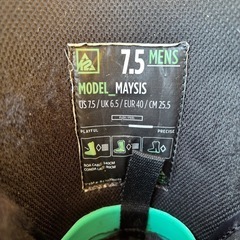 7.5 MENS
MODEL_MAYSIS
US 7.5 / UK 6.5 / EUR 40 / CM 25.5
PLAYFUL PRECISE